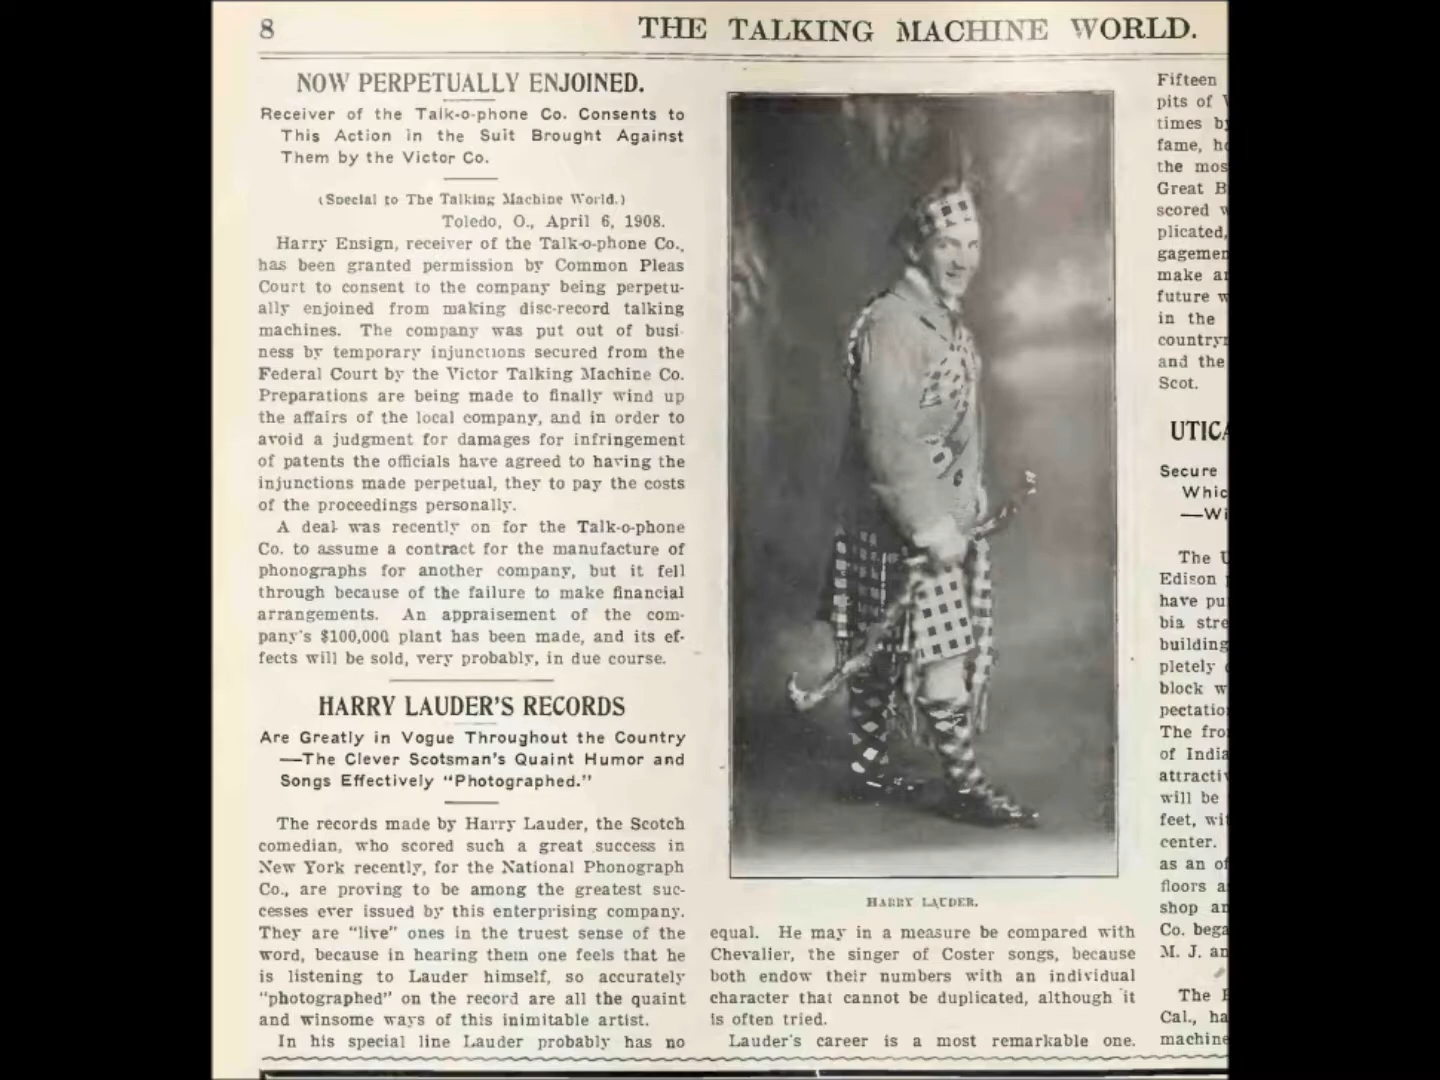 8
THE TALKING MACHINE WORLD.
NOW PERPETUALLY ENJOINED.
Receiver of the Talk-o-phone Co. Consents to
This Action in the Suit Brought Against
Them by the Victor Co.
(Special to The Talking Machine World.)
Toledo, O., April 6, 1908.
Harry Ensign, receiver of the Talk-o-phone Co.,
has been granted permission by Common Pleas
Court to consent to the company being perpetu-
ally enjoined from making disc-record talking
machines. The company was put out of busi-
ness by temporary injunctions secured from the
Federal Court by the Victor Talking Machine Co.
Preparations are being made to finally wind up
the affairs of the local company, and in order to
avoid a judgment for damages for infringement
of patents the officials have agreed to having the
injunctions made perpetual, they to pay the costs
of the proceedings personally.
A deal was recently on for the Talk-o-phone
Co. to assume a contract for the manufacture of
phonographs for another company, but it fell
through because of the failure to make financial
arrangements. An appraisement of the com-
pany's $100,000 plant has been made, and its ef-
fects will be sold, very probably, in due course.
HARRY LAUDER'S RECORDS
Are Greatly in Vogue Throughout the Country
—The Clever Scotsman's Quaint Humor and
Songs Effectively "Photographed."
The records made by Harry Lauder, the Scotch
comedian, who scored such a great success in
New York recently, for the National Phonograph
Co., are proving to be among the greatest suc-
cesses ever issued by this enterprising company.
They are "live" ones in the truest sense of the
word, because in hearing them one feels that he
is listening to Lauder himself, so accurately
"photographed" on the record are all the quaint
and winsome ways of this inimitable artist.
In his special line Lauder probably has no
HARRY LAUDER.
equal. He may in a measure be compared with
Chevalier, the singer of Coster songs, because
both endow their numbers with an individual
character that cannot be duplicated, although it
is often tried.
Lauder's career is a most remarkable one.
Fifteen
pits of
times by
fame,
the mos
Great B
scored
plicated,
gagemen
make
future
in the
country
and the
Scot.
UTICA
Secure
Whic
—Wi
The
Edison
have pu
bia stre
building
pletely
block w
pectatio
The fro
of India
attracti
will be
feet, wit
center.
as an of
floors a
shop an
Co. bega
M. J. an
The
Cal., ha
machine